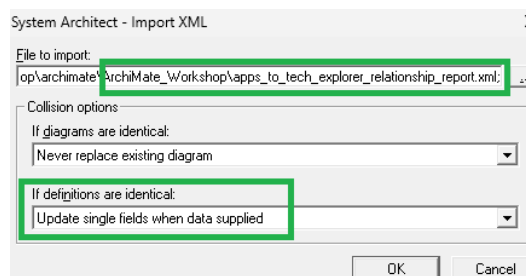 System Architect - Import XML
File to import:
op\archimate\ArchiMate_Workshop\apps_to_tech_explorer_relationship_report.xml;
...
Collision options
If diagrams are identical:
Never replace existing diagram
If definitions are identical:
Update single fields when data supplied
OK Cancel